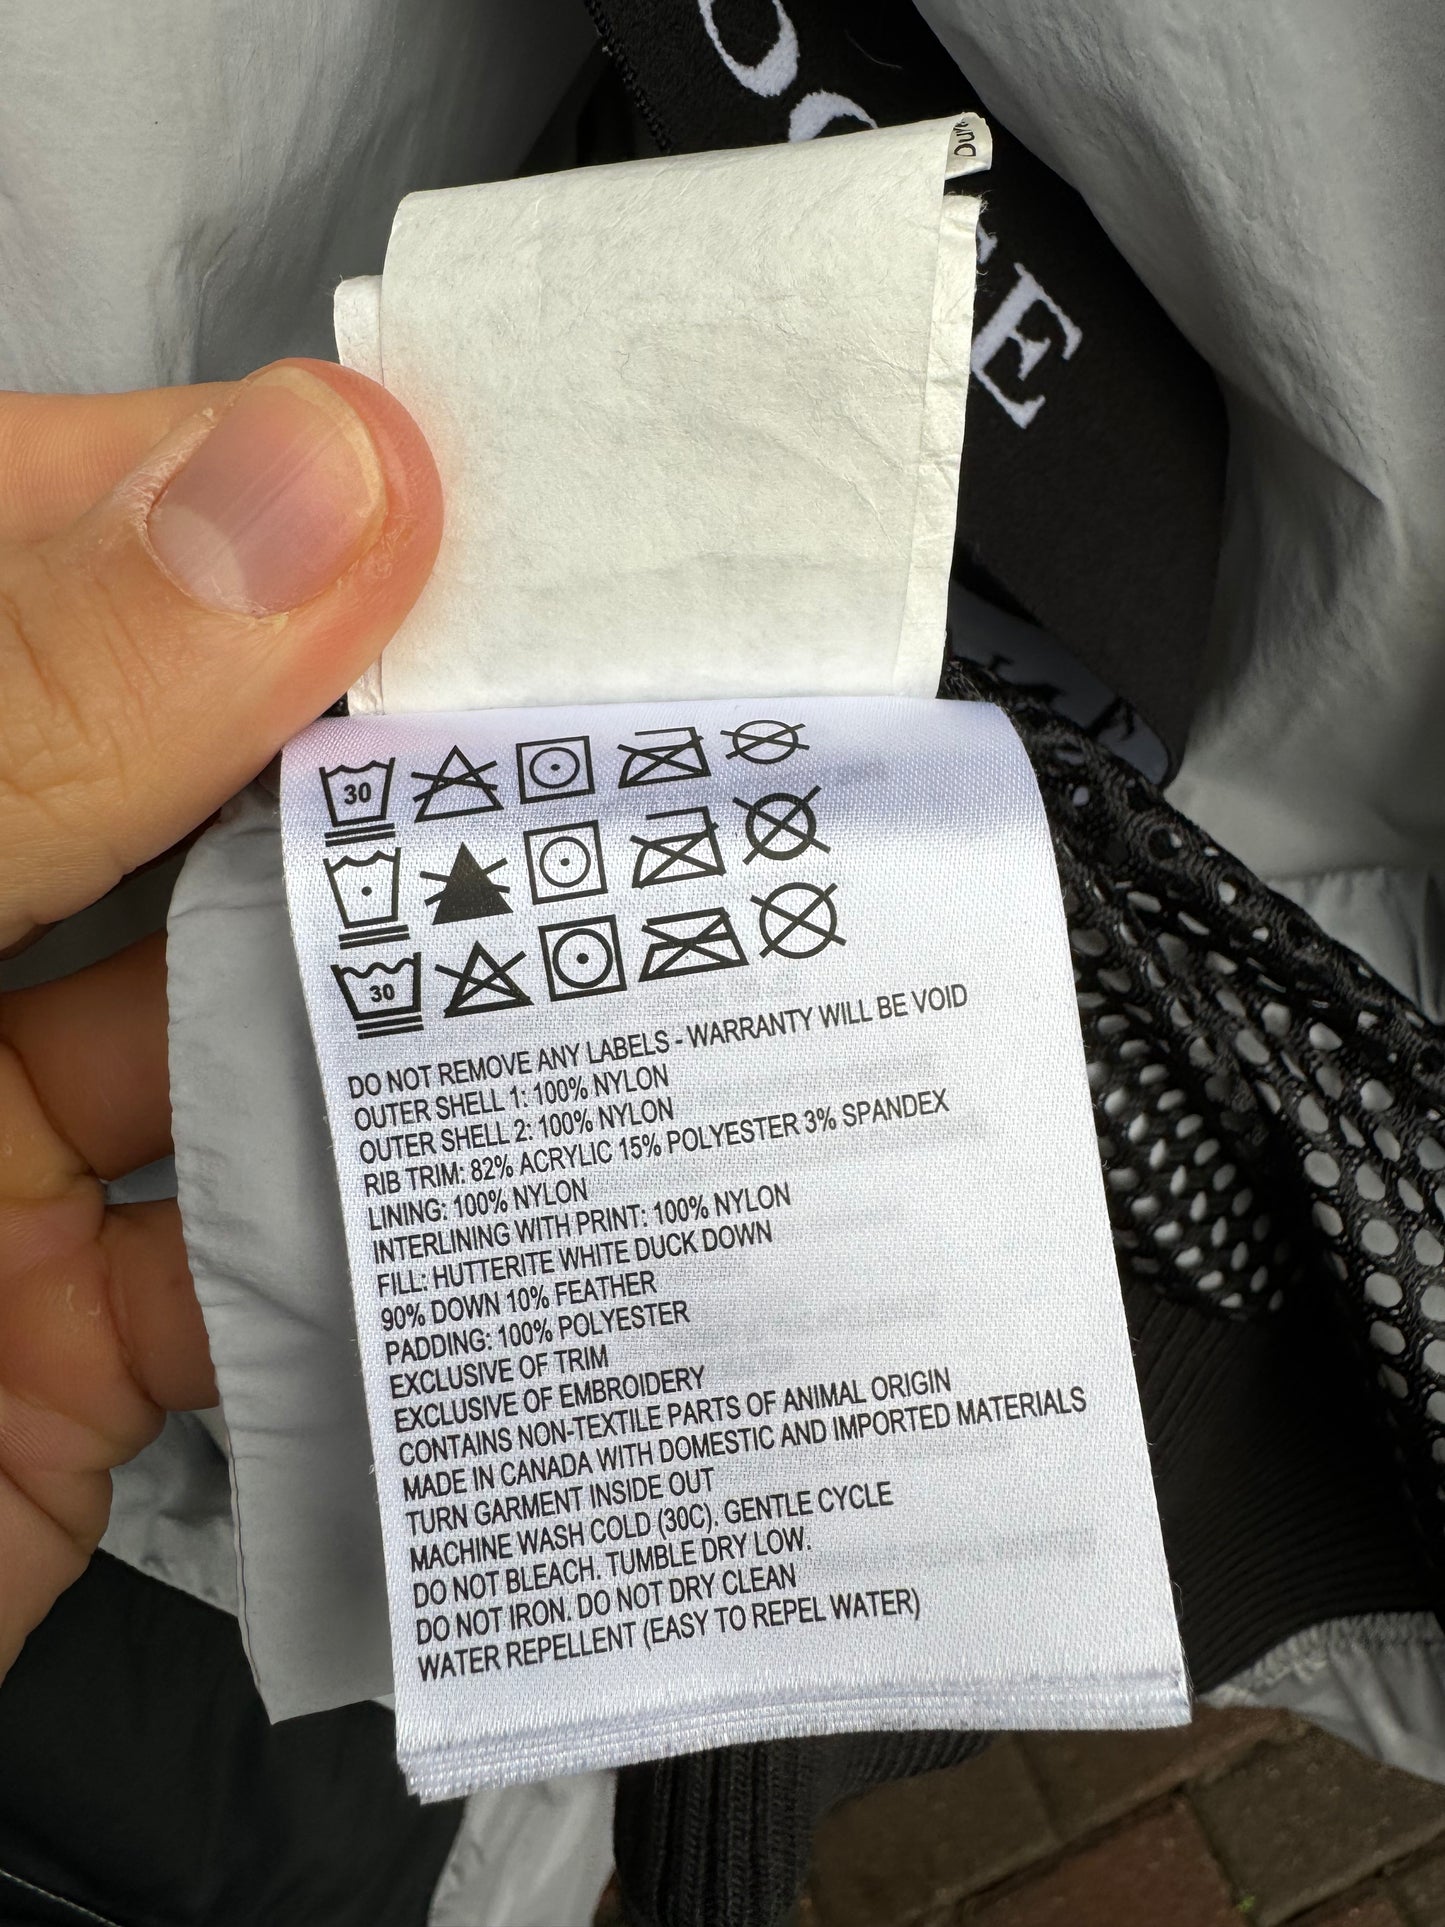 OOSE
Dur
30
30
DO NOT REMOVE ANY LABELS - WARRANTY WILL BE VOID
OUTER SHELL 1: 100% NYLON
OUTER SHELL 2: 100% NYLON
RIB TRIM: 82% ACRYLIC 15% POLYESTER 3% SPANDEX
LINING: 100% NYLON
INTERLINING WITH PRINT: 100% NYLON
FILL: HUTTERITE WHITE DUCK DOWN
90% DOWN 10% FEATHER
PADDING: 100% POLYESTER
EXCLUSIVE OF TRIM
EXCLUSIVE OF EMBROIDERY
CONTAINS NON-TEXTILE PARTS OF ANIMAL ORIGIN
MADE IN CANADA WITH DOMESTIC AND IMPORTED MATERIALS
TURN GARMENT INSIDE OUT
MACHINE WASH COLD (30C). GENTLE CYCLE
DO NOT BLEACH. TUMBLE DRY LOW.
DO NOT IRON. DO NOT DRY CLEAN
WATER REPELLENT (EASY TO REPEL WATER)